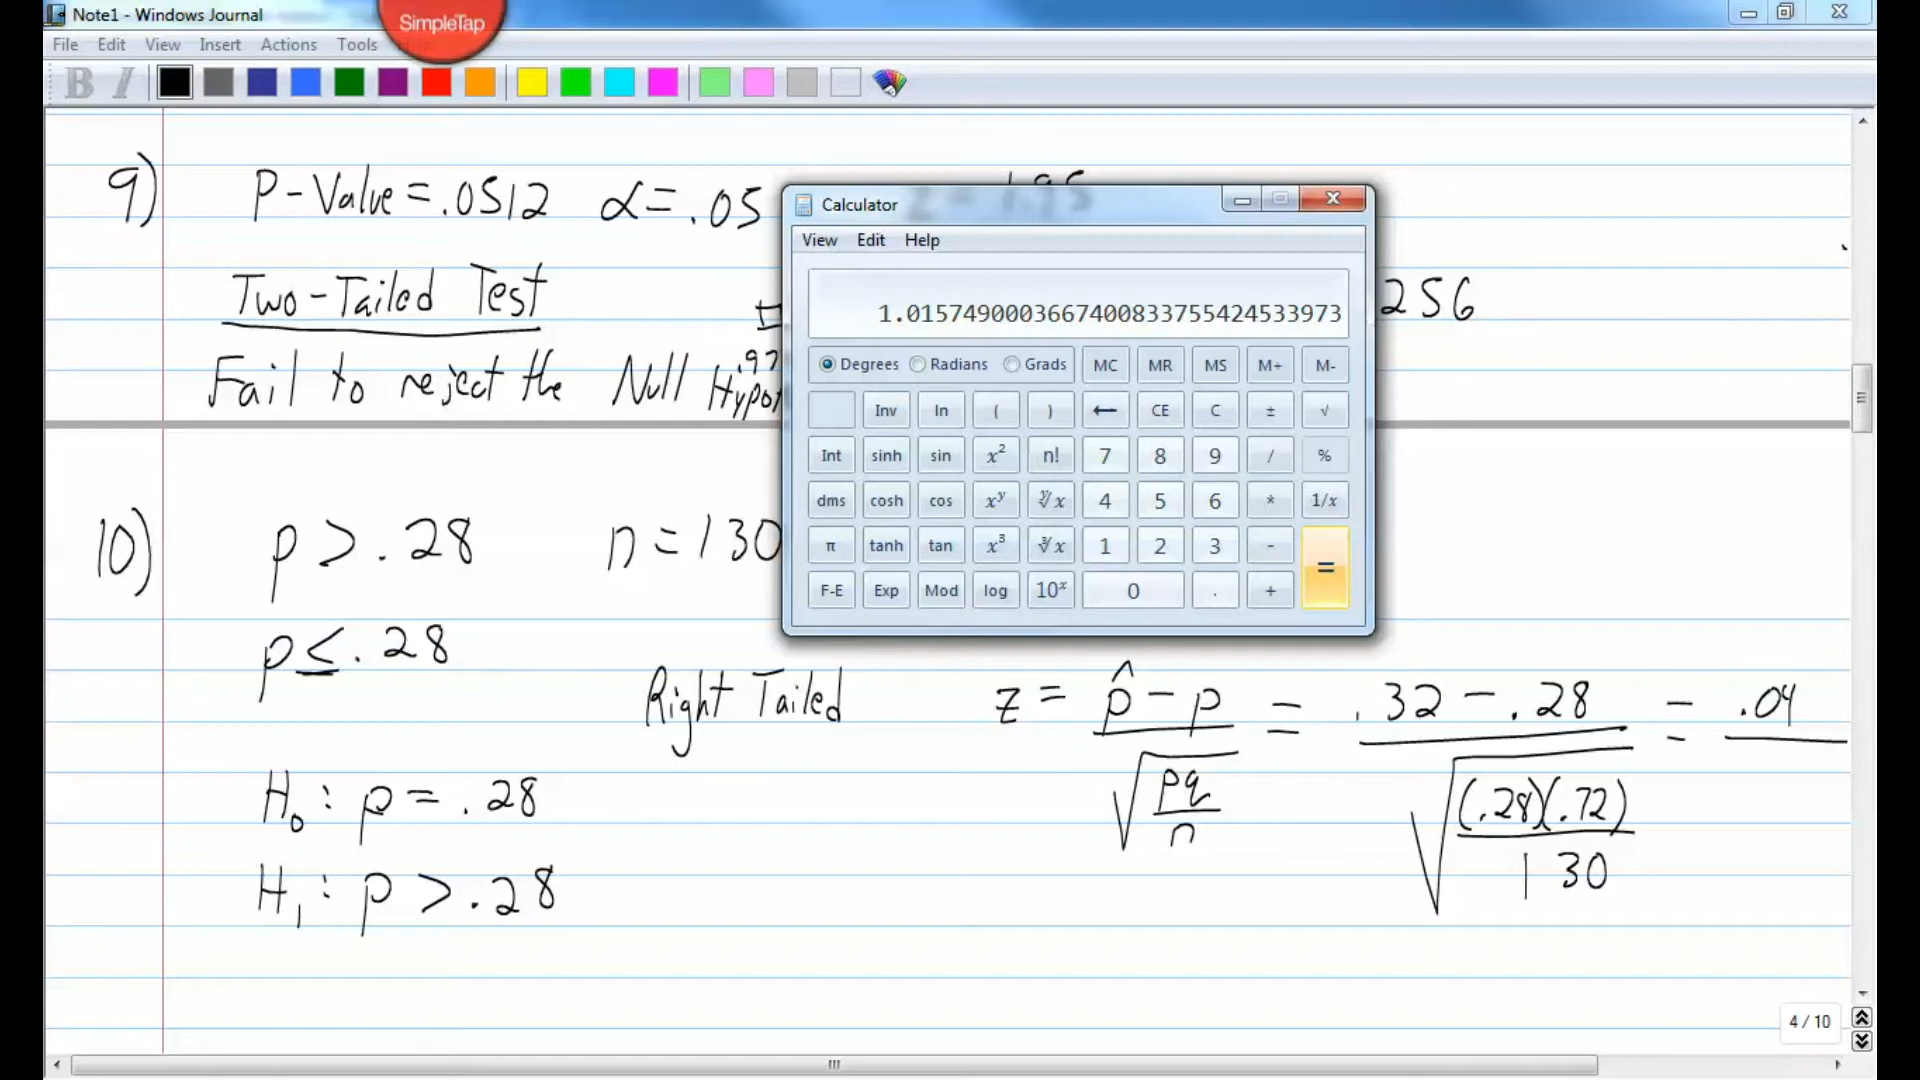 Note1 - Windows Journal
SimpleTap
File Edit View Insert Actions Tools
B I
9) P-Value = .0512 α = .05
Two-Tailed Test 256
.97
Fail to reject the Null
Calculator
View Edit Help
1.0157490003667400833755424533973
Degrees Radians Grads MC MR MS M+ M-
Inv ln ( ) ← CE C ± √
Int sinh sin x² n! 7 8 9 / %
dms cosh cos xʸ ʸ√x 4 5 6 * 1/x
π tanh tan x³ ³√x 1 2 3 - =
F-E Exp Mod log 10ˣ 0 . +
10) p > .28 n = 130
p ≤ .28
Right Tailed z = p̂ - p = .32 - .28 = .04
√ pq (.28)(.72)
n 130
H₀ : p = .28
H₁ : p > .28
4 / 10